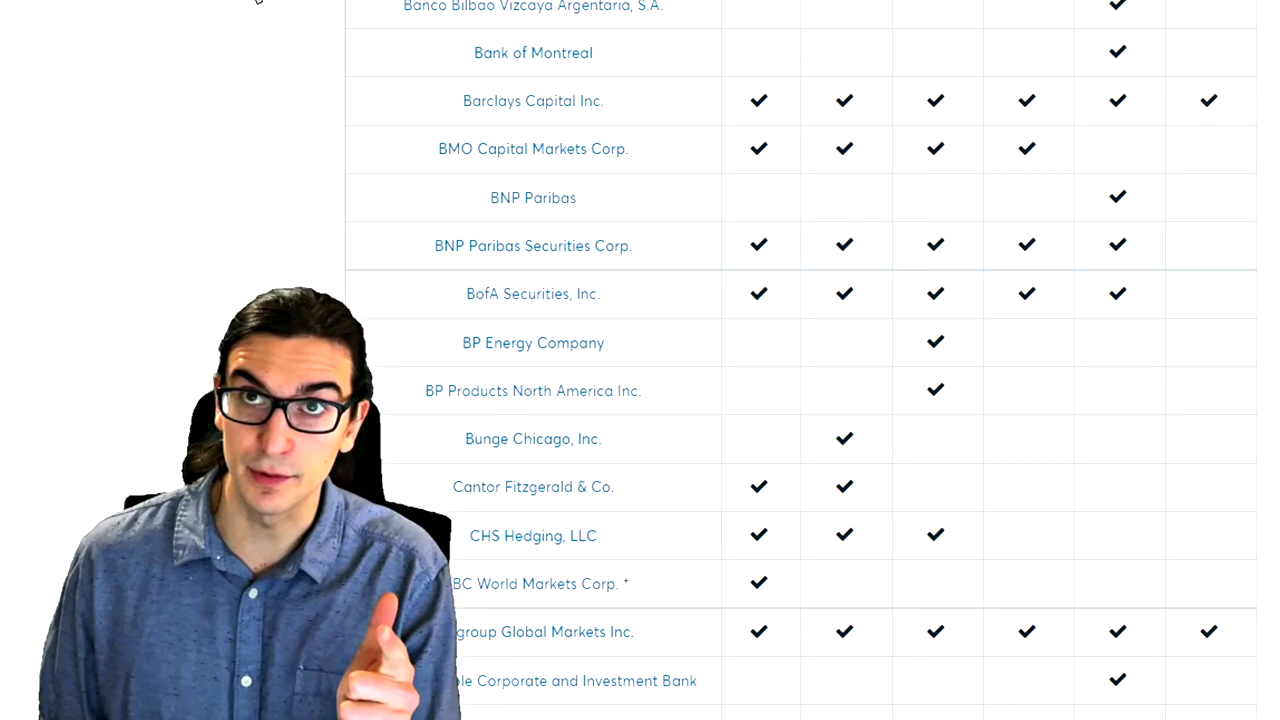 Banco Bilbao Vizcaya Argentaria, S.A.
Bank of Montreal
Barclays Capital Inc.
BMO Capital Markets Corp.
BNP Paribas
BNP Paribas Securities Corp.
BofA Securities, Inc.
BP Energy Company
BP Products North America Inc.
Bunge Chicago, Inc.
Cantor Fitzgerald & Co.
CHS Hedging, LLC
BC World Markets Corp. +
group Global Markets Inc.
le Corporate and Investment Bank